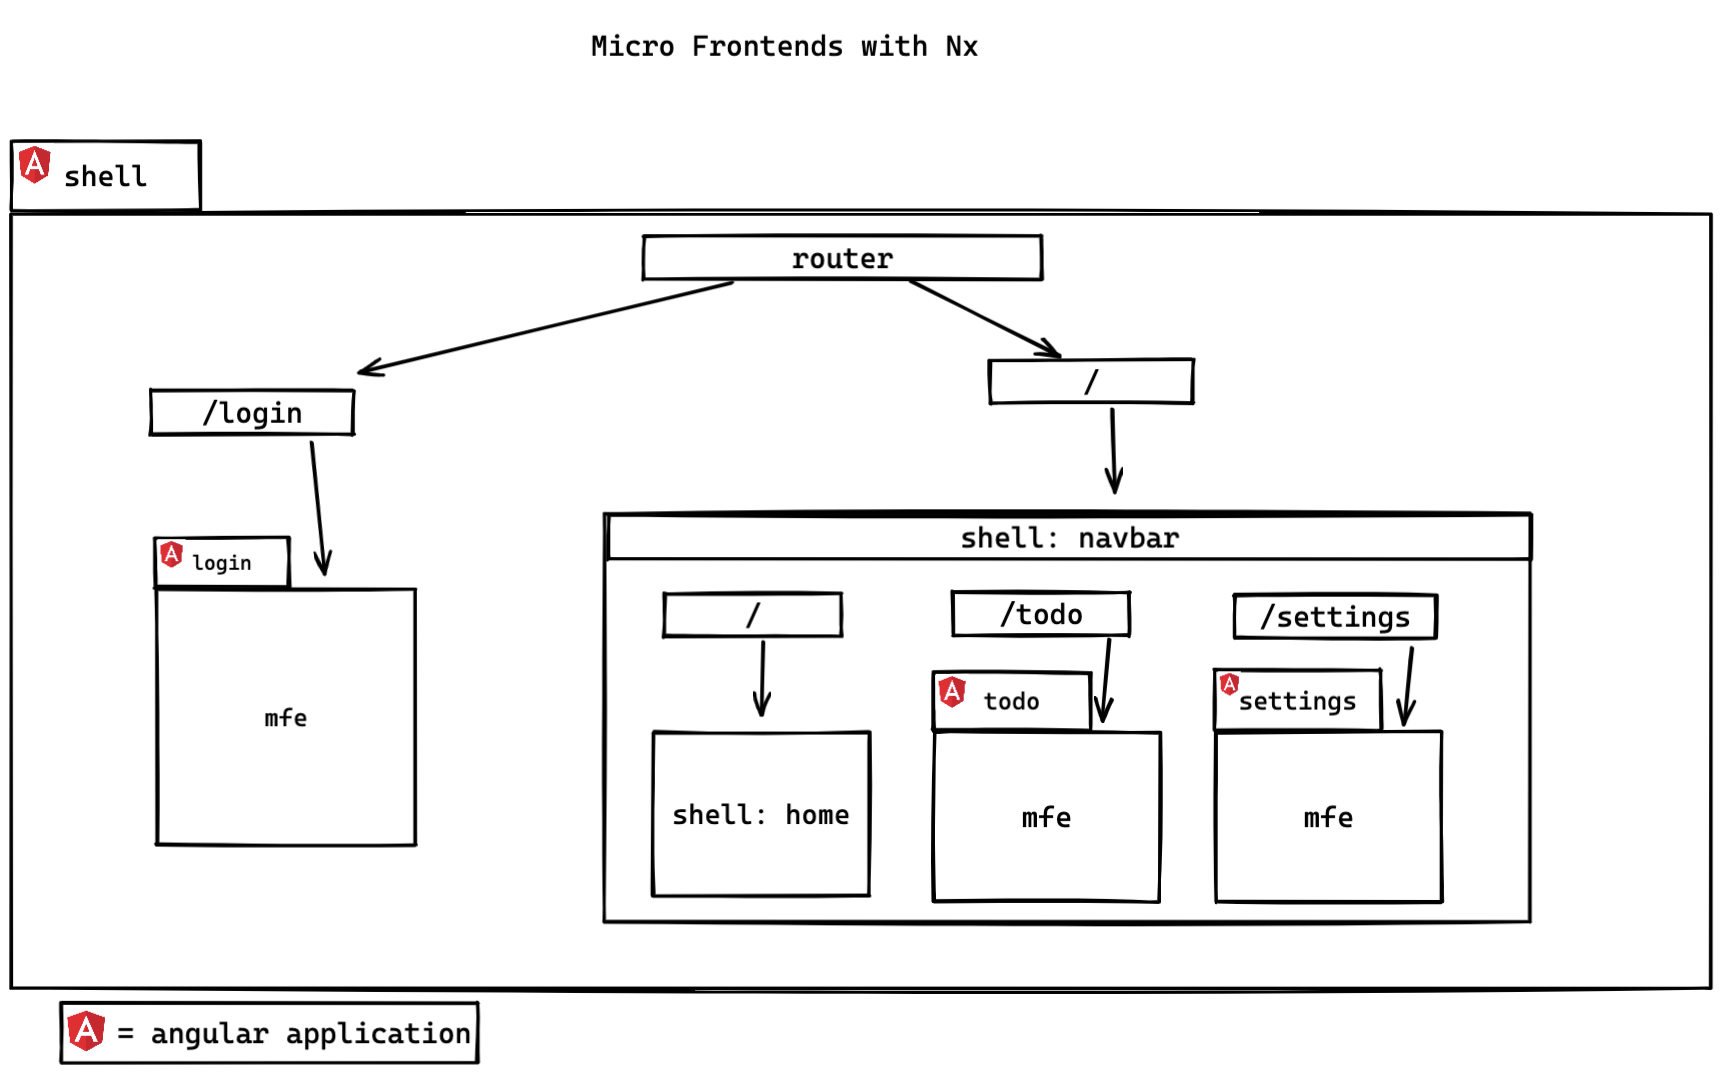 Micro Frontends with Nx
shell
router
/login
/
login
mfe
shell: navbar
/
/todo
/settings
todo
settings
shell: home
mfe
mfe
= angular application